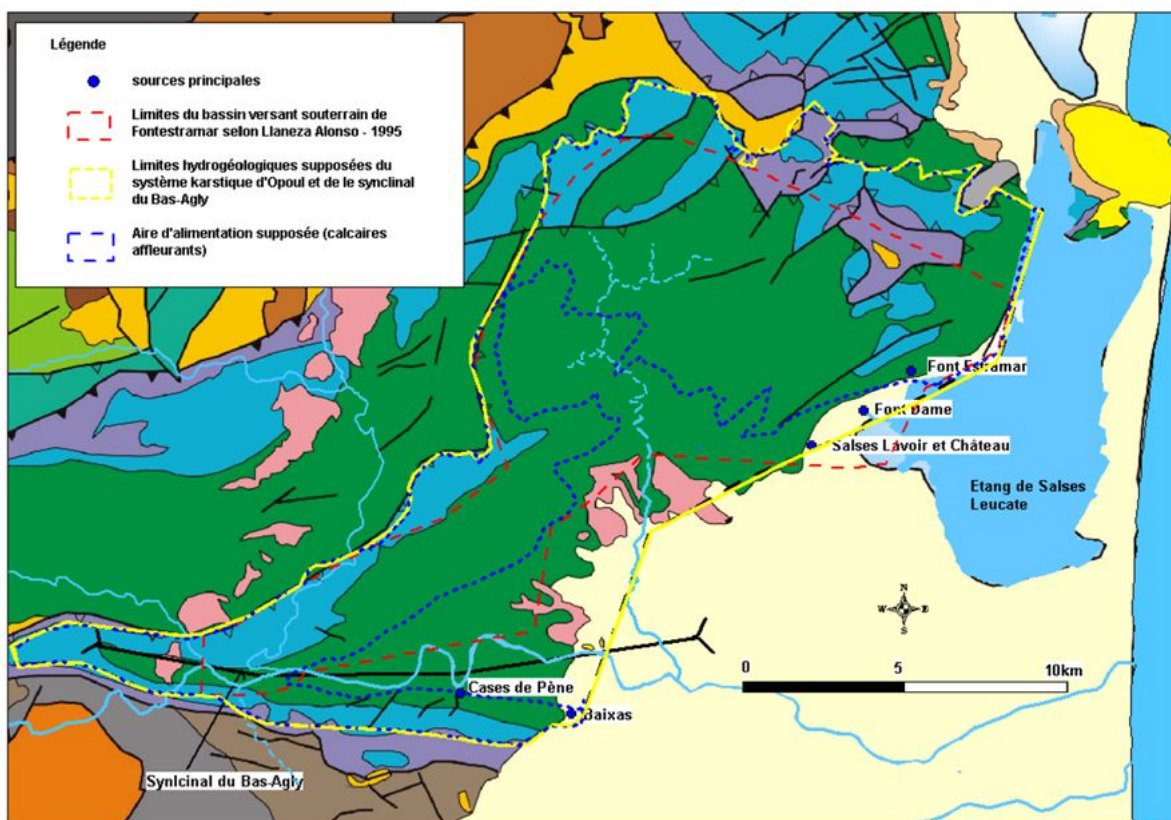 Légende
sources principales
Limites du bassin versant souterrain de
Fontestramar selon Llaneza Alonso - 1995
Limites hydrogéologiques supposées du
système karstique d'Opoul et de le synclinal
du Bas-Agly
Aire d'alimentation supposée (calcaires
affleurants)
Font Estramar
Font Dame
Salses Lavoir et Château
Etang de Salses
Leucate
N
W E
S
0 5 10km
Cases de Pène
Baixas
Synlcinal du Bas-Agly